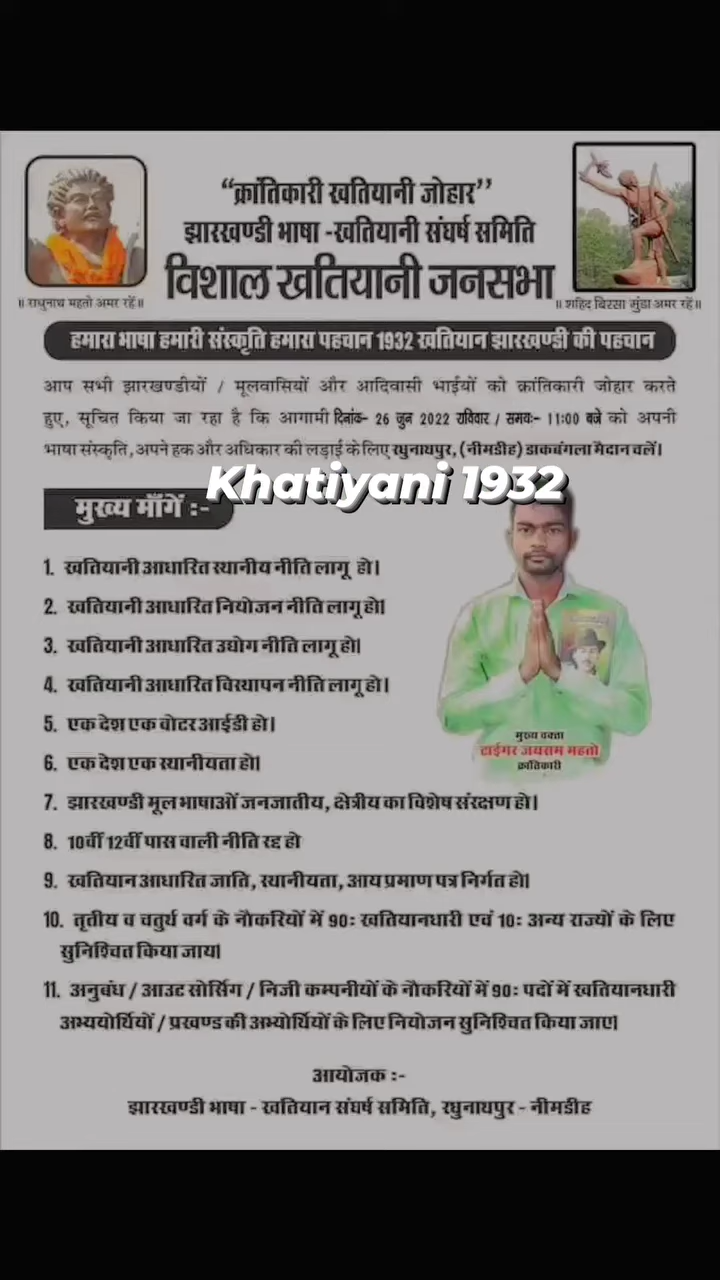 “क्रांतिकारी खतियानी जोहार’’
झारखण्डी भाषा -खतियानी संघर्ष समिति
विशाल खतियानी जनसभा
॥ राधुनाथ महतो अमर रहें॥
॥ शहिद बिरसा मुंडा अमर रहें॥
हमारा भाषा हमारी संस्कृति हमारा पहचान 1932 खतियान झारखण्डी की पहचान
आप सभी झारखण्डीयों / मूलवासियों और आदिवासी भाईयों को क्रांतिकारी जोहार करते
हुए, सूचित किया जा रहा है कि आगामी दिनांक- 26 जुन 2022 रविवार / समयः- 11:00 बजे को अपनी
भाषा संस्कृति, अपने हक और अधिकार की लड़ाई के लिए रघुनाथपुर, (नीमडीह) डाकबंगला मैदान चलें।
Khatiyani 1932
मुख्य माँगें :-
1. खतियानी आधारित स्थानीय नीति लागू हो।
2. खतियानी आधारित नियोजन नीति लागू हो।
3. खतियानी आधारित उद्योग नीति लागू हो।
4. खतियानी आधारित विस्थापन नीति लागू हो।
5. एक देश एक वोटर आईडी हो।
6. एक देश एक स्थानीयता हो।
मुख्य वक्ता
टाईगर जयराम महतो
क्रांतिकारी
7. झारखण्डी मूल भाषाओं जनजातीय, क्षेत्रीय का विशेष संरक्षण हो।
8. 10वीं 12वीं पास वाली नीति रद्द हो
9. खतियान आधारित जाति, स्थानीयता, आय प्रमाण पत्र निर्गत हो।
10. तृतीय व चतुर्थ वर्ग के नौकरियों में 90ः खतियानधारी एवं 10ः अन्य राज्यों के लिए
सुनिश्चित किया जाय।
11. अनुबंध / आउट सोर्सिग / निजी कम्पनीयों के नौकरियों में 90ः पदों में खतियानधारी
अभ्योर्थियों / प्रखण्ड की अभ्योर्थियों के लिए नियोजन सुनिश्चित किया जाए।
आयोजक :-
झारखण्डी भाषा - खतियान संघर्ष समिति, रघुनाथपुर - नीमडीह